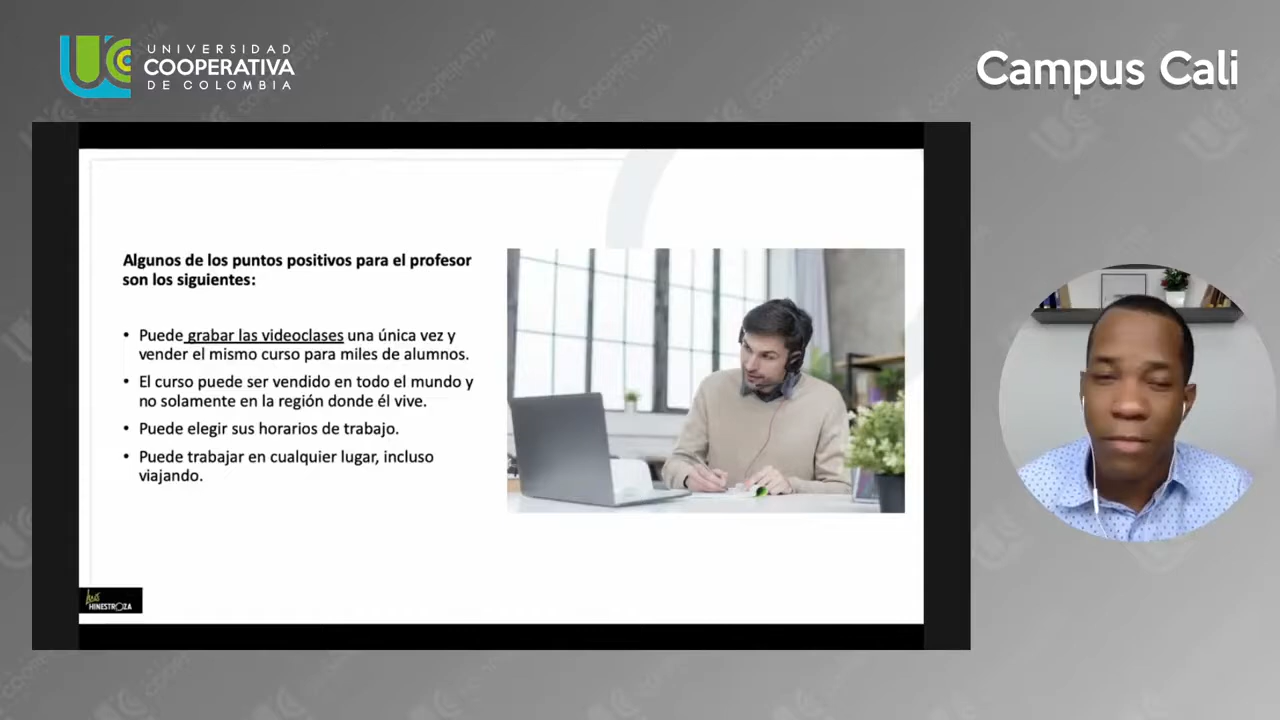 UNIVERSIDAD
COOPERATIVA
DE COLOMBIA
Campus Cali
Algunos de los puntos positivos para el profesor
son los siguientes:
• Puede grabar las videoclases una única vez y
vender el mismo curso para miles de alumnos.
• El curso puede ser vendido en todo el mundo y
no solamente en la región donde él vive.
• Puede elegir sus horarios de trabajo.
• Puede trabajar en cualquier lugar, incluso
viajando.
HINESTROZA